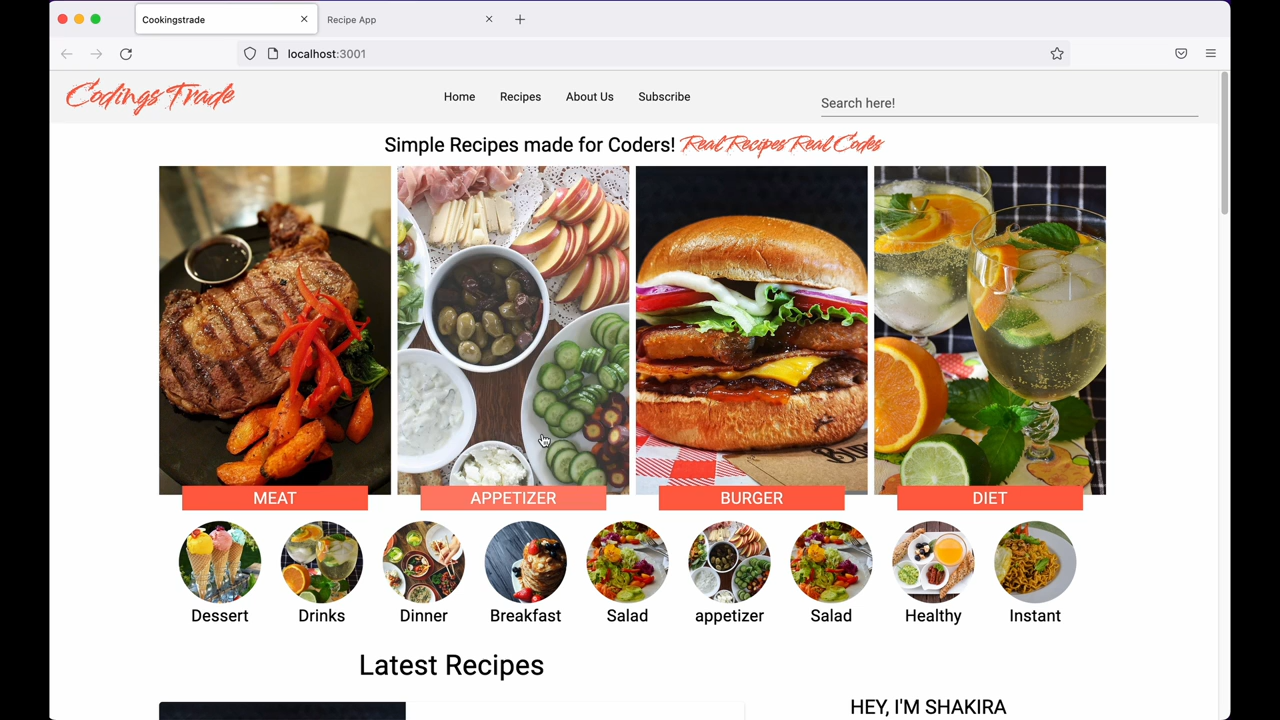 Cookingstrade
Recipe App
localhost:3001
Codings Trade
Home Recipes About Us Subscribe
Search here!
Simple Recipes made for Coders! Real Recipes Real Codes
MEAT APPETIZER BURGER DIET
Dessert Drinks Dinner Breakfast Salad appetizer Salad Healthy Instant
Latest Recipes
HEY, I'M SHAKIRA